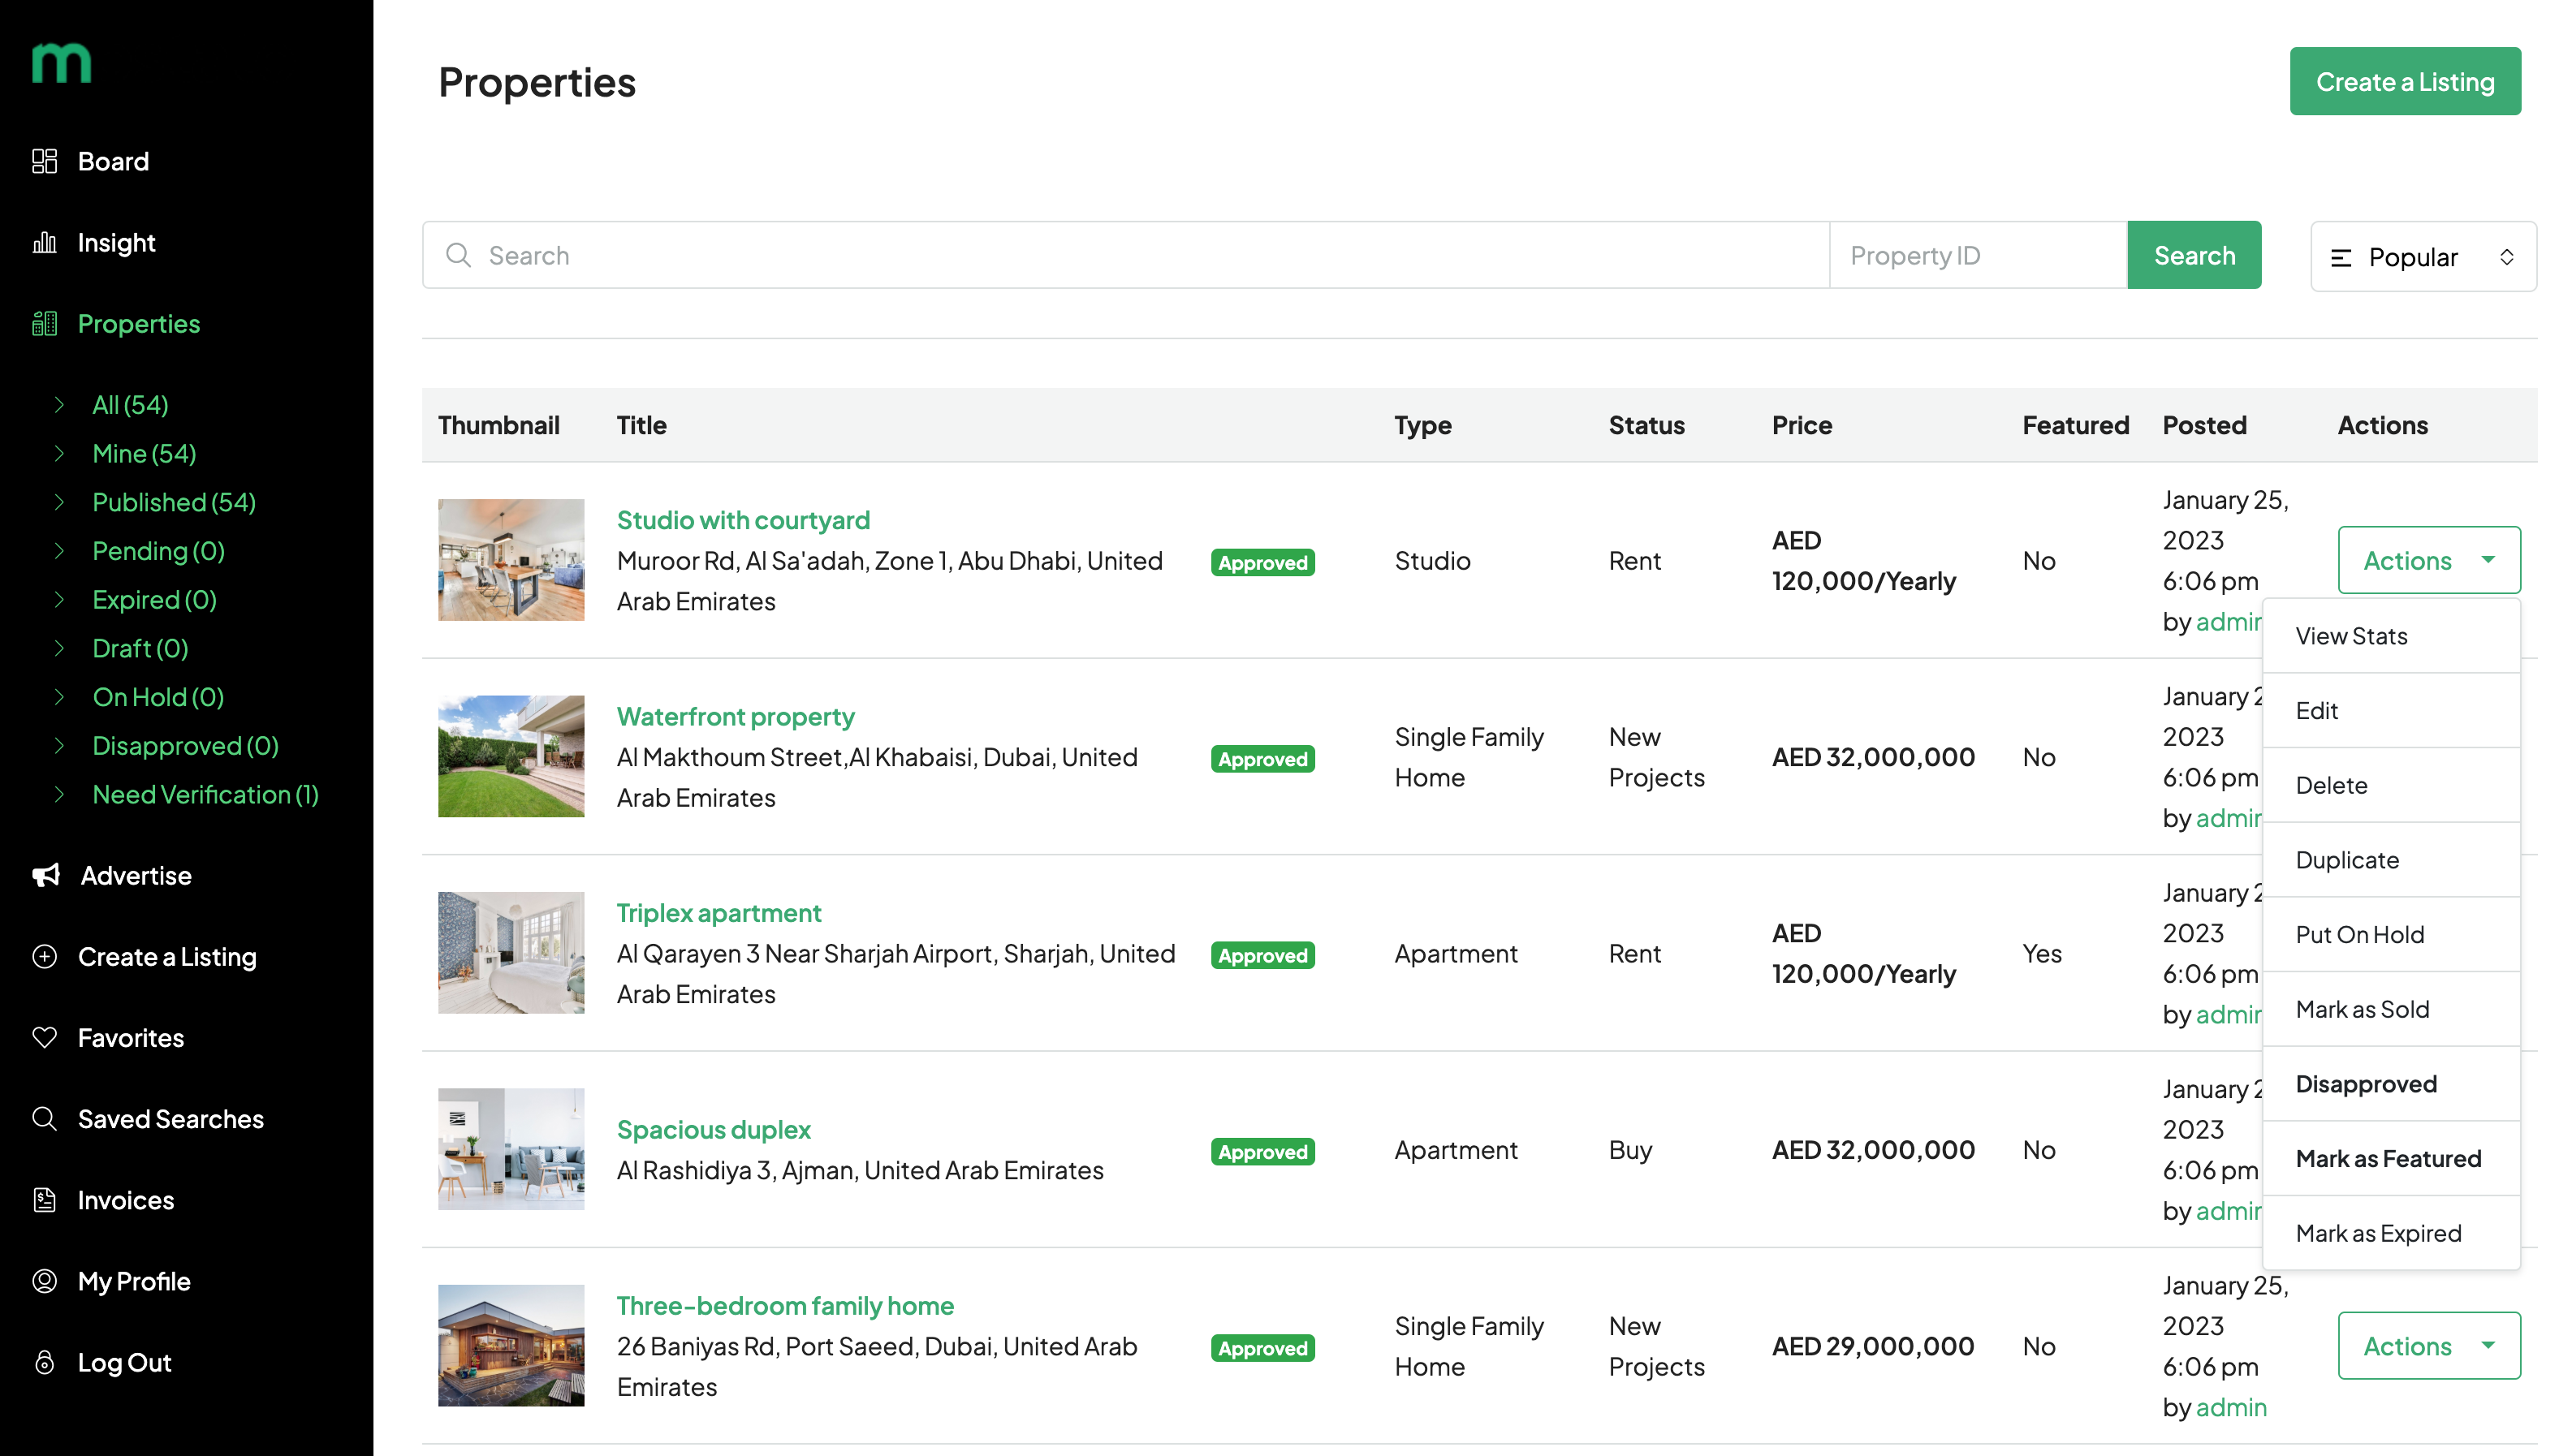 m
Board
Insight
Properties
All (54)
Mine (54)
Published (54)
Pending (0)
Expired (0)
Draft (0)
On Hold (0)
Disapproved (0)
Need Verification (1)
Advertise
Create a Listing
Favorites
Saved Searches
Invoices
My Profile
Log Out
Properties
Create a Listing
Search
Property ID
Search
Popular
Thumbnail
Title
Type
Status
Price
Featured
Posted
Actions
Studio with courtyard
Muroor Rd, Al Sa'adah, Zone 1, Abu Dhabi, United
Arab Emirates
Approved
Studio
Rent
AED
120,000/Yearly
No
January 25,
2023
6:06 pm
by admin
Actions
View Stats
Edit
Delete
Duplicate
Put On Hold
Mark as Sold
Disapproved
Mark as Featured
Mark as Expired
Waterfront property
Al Makthoum Street,Al Khabaisi, Dubai, United
Arab Emirates
Approved
Single Family
Home
New
Projects
AED 32,000,000
No
January 2
2023
6:06 pm
by admin
Triplex apartment
Al Qarayen 3 Near Sharjah Airport, Sharjah, United
Arab Emirates
Approved
Apartment
Rent
AED
120,000/Yearly
Yes
January 2
2023
6:06 pm
by admin
Spacious duplex
Al Rashidiya 3, Ajman, United Arab Emirates
Approved
Apartment
Buy
AED 32,000,000
No
January 2
2023
6:06 pm
by admin
Three-bedroom family home
26 Baniyas Rd, Port Saeed, Dubai, United Arab
Emirates
Approved
Single Family
Home
New
Projects
AED 29,000,000
No
January 25,
2023
6:06 pm
by admin
Actions